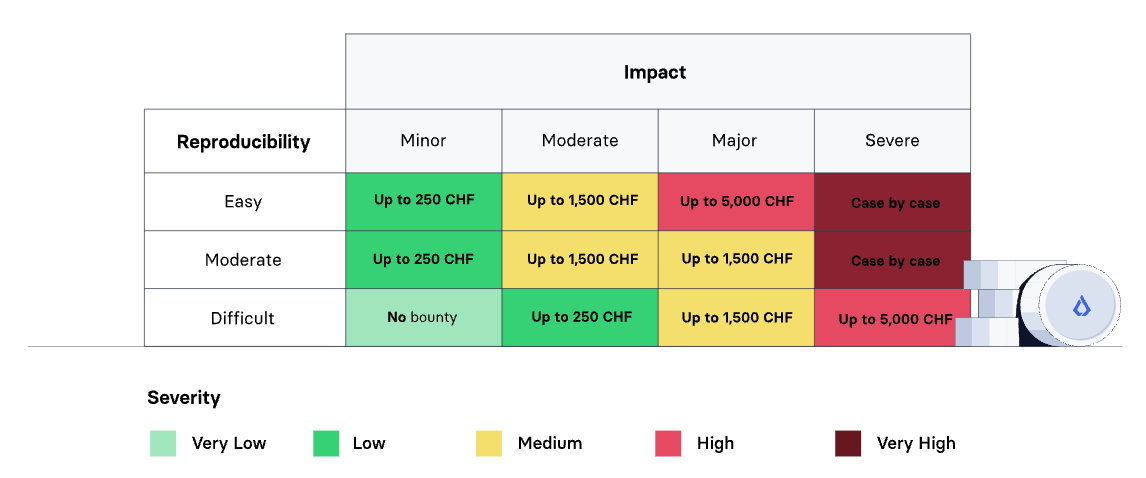 Impact
Reproducibility Minor Moderate Major Severe
Easy Up to 250 CHF Up to 1,500 CHF Up to 5,000 CHF Case by case
Moderate Up to 250 CHF Up to 1,500 CHF Up to 1,500 CHF Case by case
Difficult No bounty Up to 250 CHF Up to 1,500 CHF Up to 5,000 CHF
Severity
Very Low Low Medium High Very High